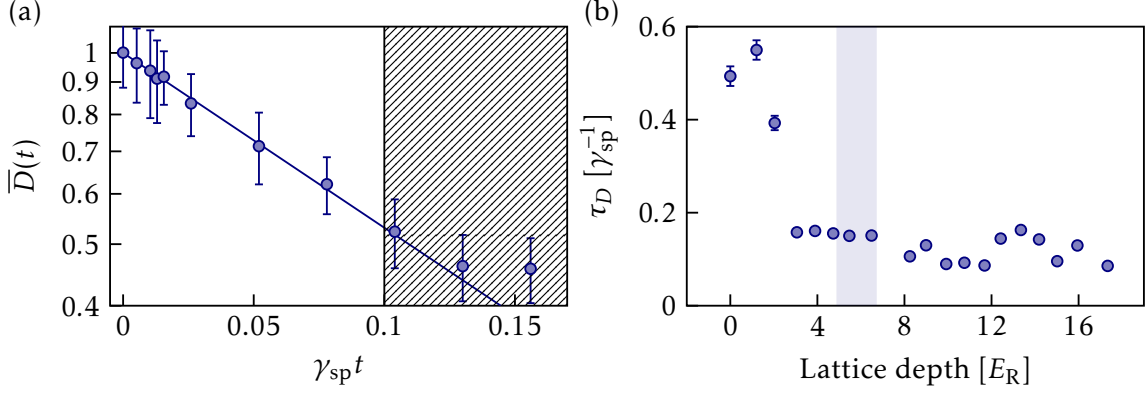 (a)
1
0.9
0.8
0.7
0.6
0.5
0.4
D̅(t)
0 0.05 0.1 0.15
γsp t
(b)
0.6
0.4
0.2
0
τD [γsp⁻¹]
0 4 8 12 16
Lattice depth [ER]